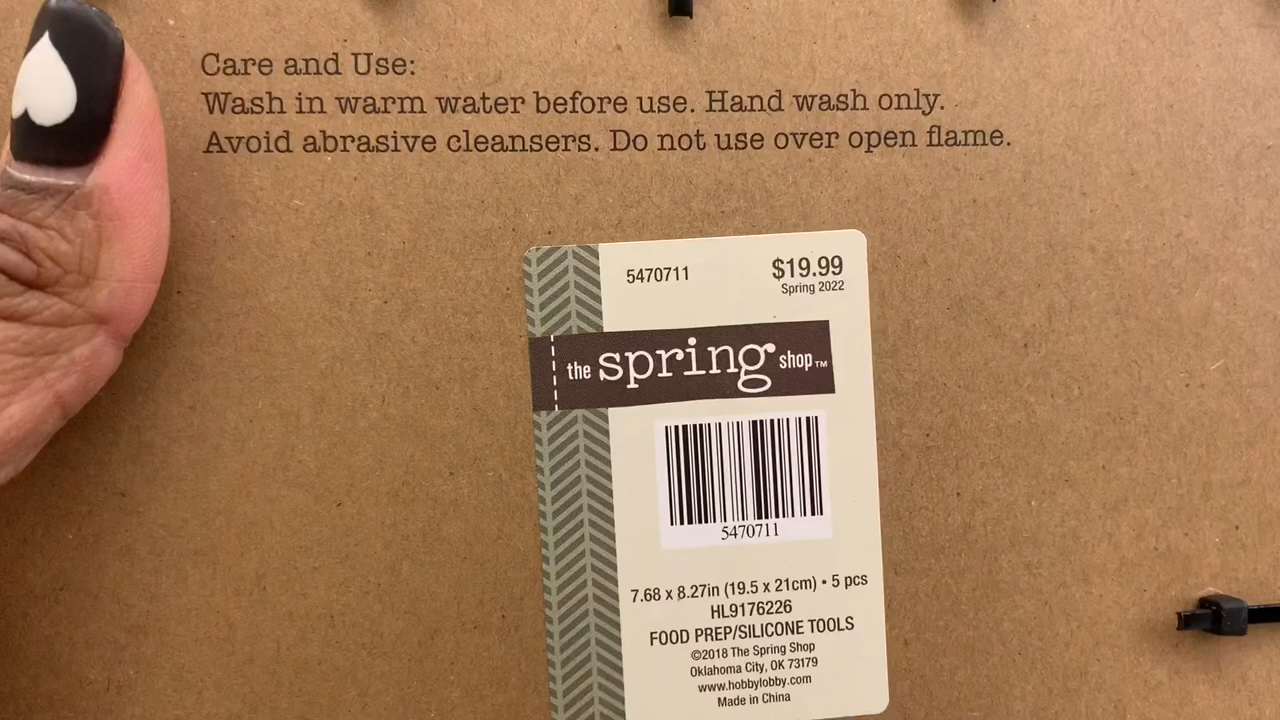 Care and Use:
Wash in warm water before use. Hand wash only.
Avoid abrasive cleansers. Do not use over open flame.
5470711
$19.99
Spring 2022
the spring shop™
5470711
7.68 x 8.27in (19.5 x 21cm) • 5 pcs
HL9176226
FOOD PREP/SILICONE TOOLS
©2018 The Spring Shop
Oklahoma City, OK 73179
www.hobbylobby.com
Made in China